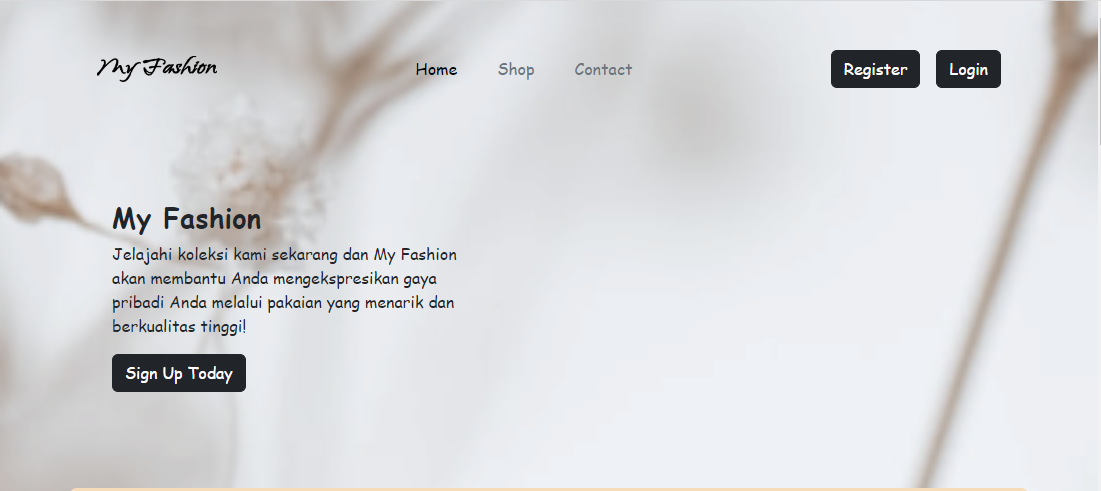 My Fashion
Home
Shop
Contact
Register
Login
My Fashion
Jelajahi koleksi kami sekarang dan My Fashion
akan membantu Anda mengekspresikan gaya
pribadi Anda melalui pakaian yang menarik dan
berkualitas tinggi!
Sign Up Today